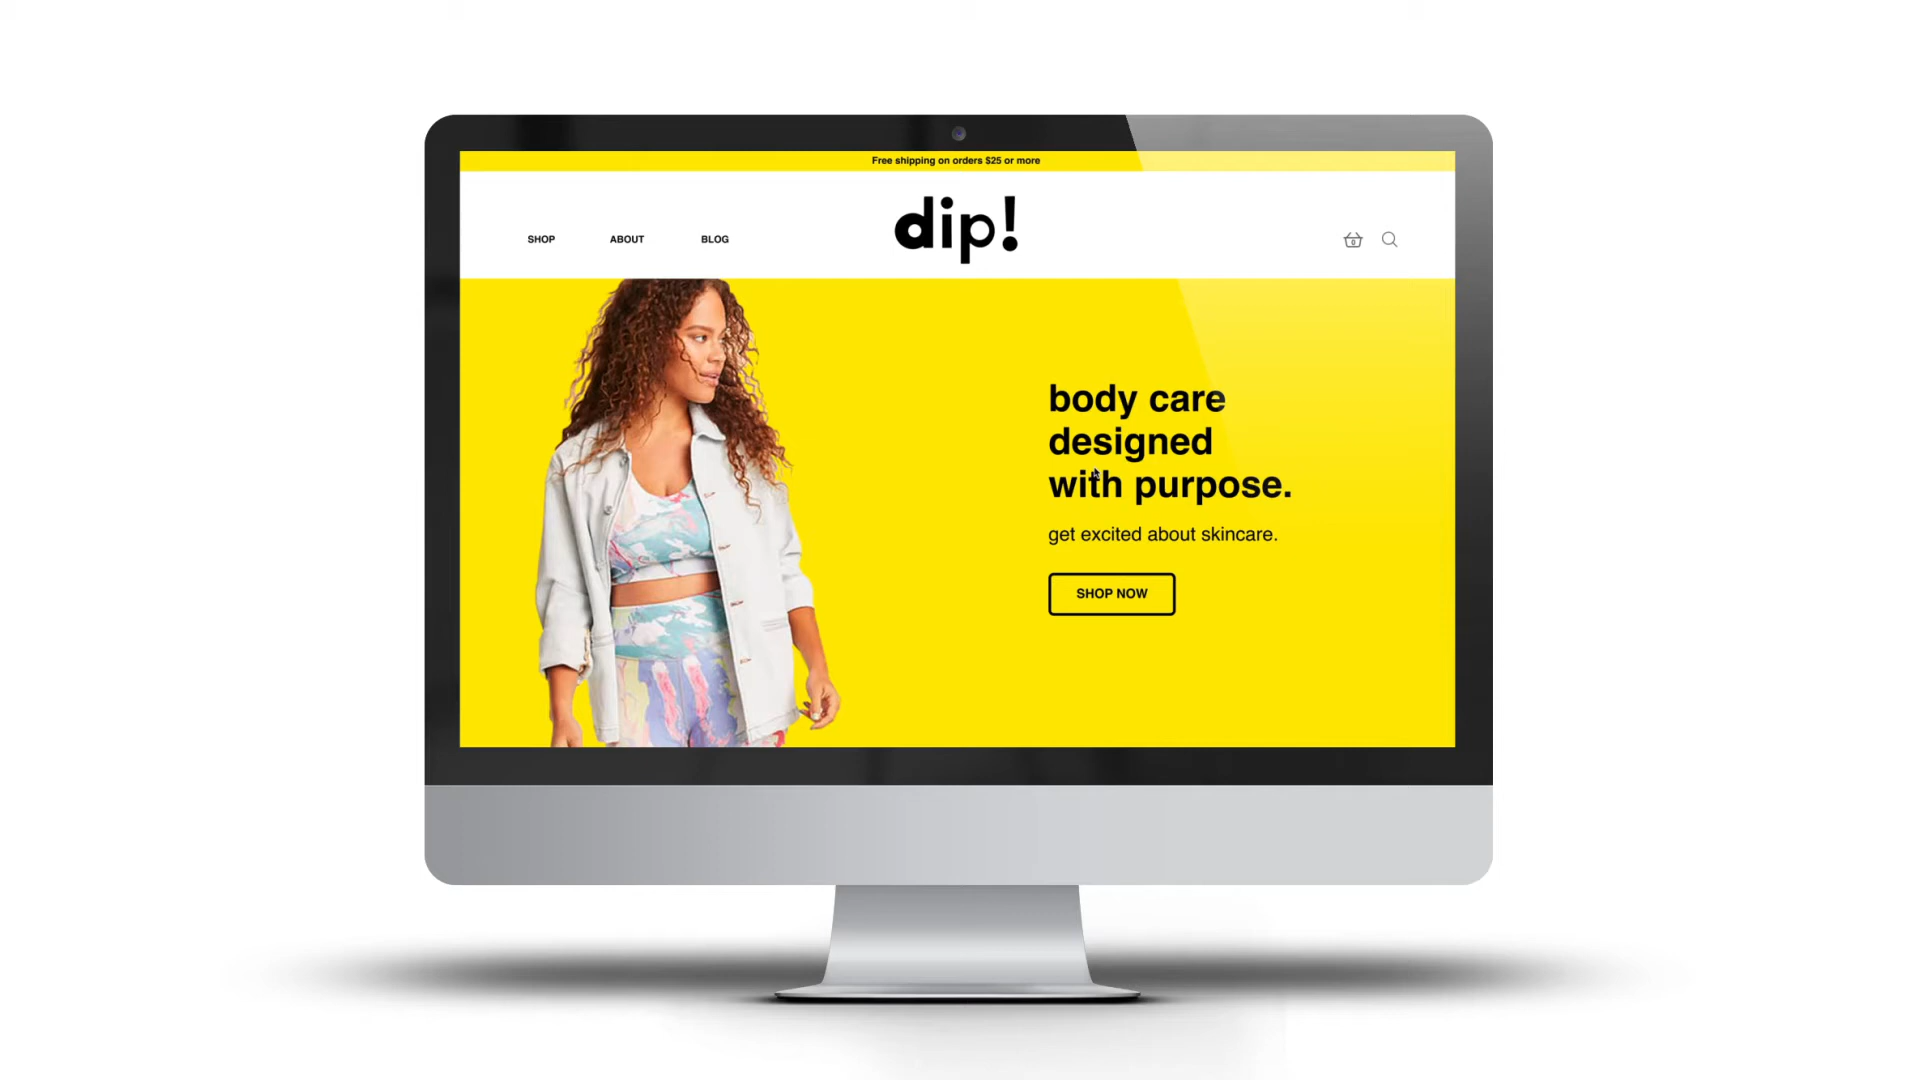 Free shipping on orders $25 or more
dip!
SHOP ABOUT BLOG
0
body care
designed
with purpose.
get excited about skincare.
SHOP NOW